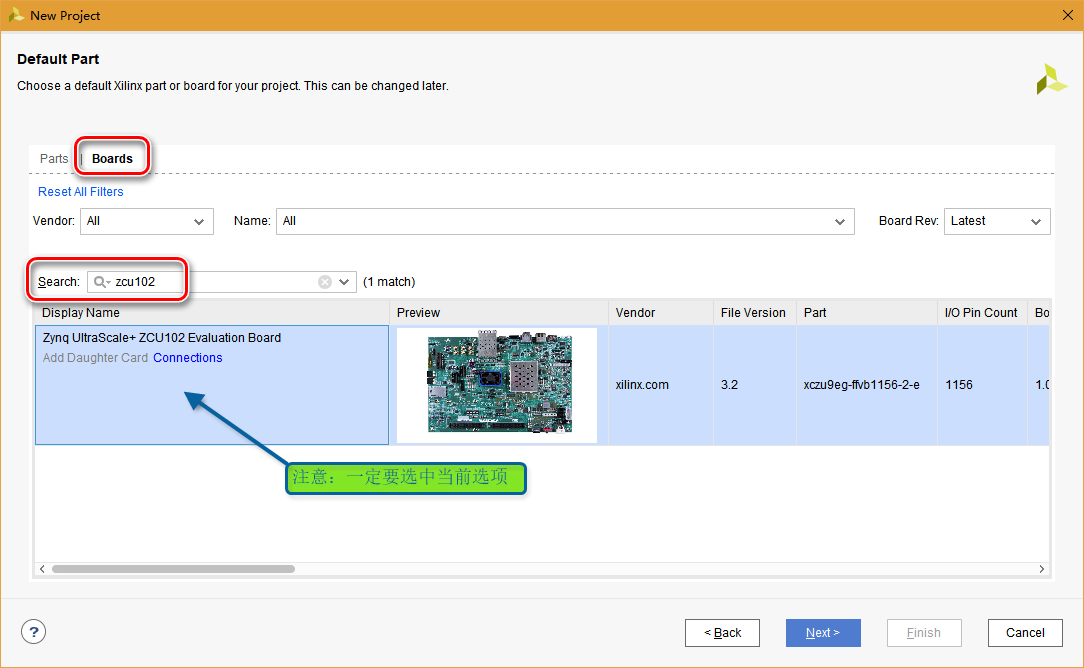 New Project
Default Part
Choose a default Xilinx part or board for your project. This can be changed later.
Parts | Boards
Reset All Filters
Vendor: All Name: All Board Rev: Latest
Search: zcu102 (1 match)
Display Name Preview Vendor File Version Part I/O Pin Count Bo
Zynq UltraScale+ ZCU102 Evaluation Board
Add Daughter Card Connections
xilinx.com 3.2 xczu9eg-ffvb1156-2-e 1156 1.0
注意：一定要选中当前选项
?
< Back Next > Finish Cancel